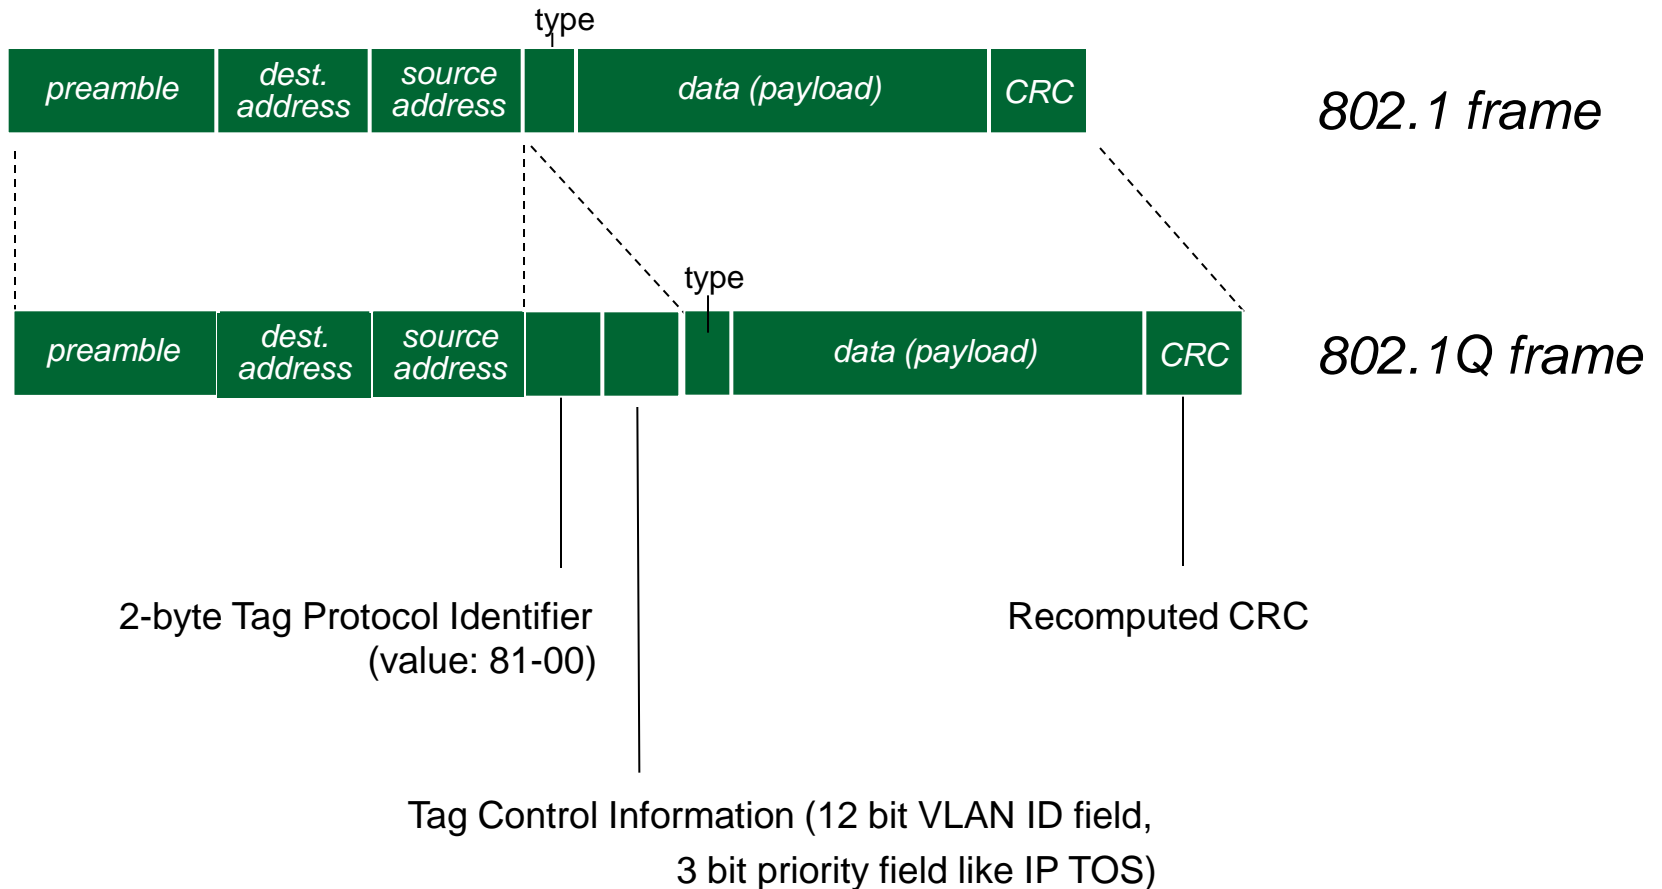 type
preamble
dest.
address
source
address
data (payload)
CRC
802.1 frame
type
preamble
dest.
address
source
address
data (payload)
CRC
802.1Q frame
2-byte Tag Protocol Identifier
(value: 81-00)
Recomputed CRC
Tag Control Information (12 bit VLAN ID field,
3 bit priority field like IP TOS)